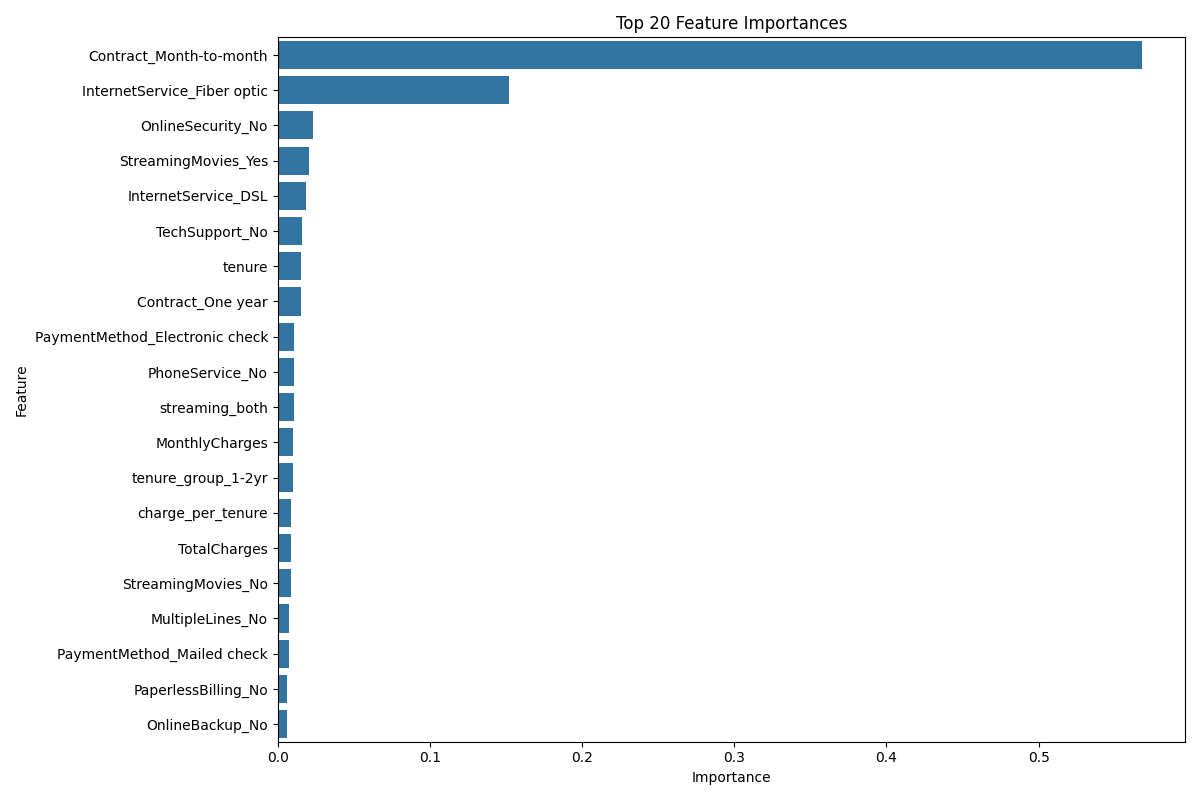 Top 20 Feature Importances
Contract_Month-to-month
InternetService_Fiber optic
OnlineSecurity_No
StreamingMovies_Yes
InternetService_DSL
TechSupport_No
tenure
Contract_One year
PaymentMethod_Electronic check
PhoneService_No
streaming_both
MonthlyCharges
tenure_group_1-2yr
charge_per_tenure
TotalCharges
StreamingMovies_No
MultipleLines_No
PaymentMethod_Mailed check
PaperlessBilling_No
OnlineBackup_No
Feature
0.0 0.1 0.2 0.3 0.4 0.5
Importance